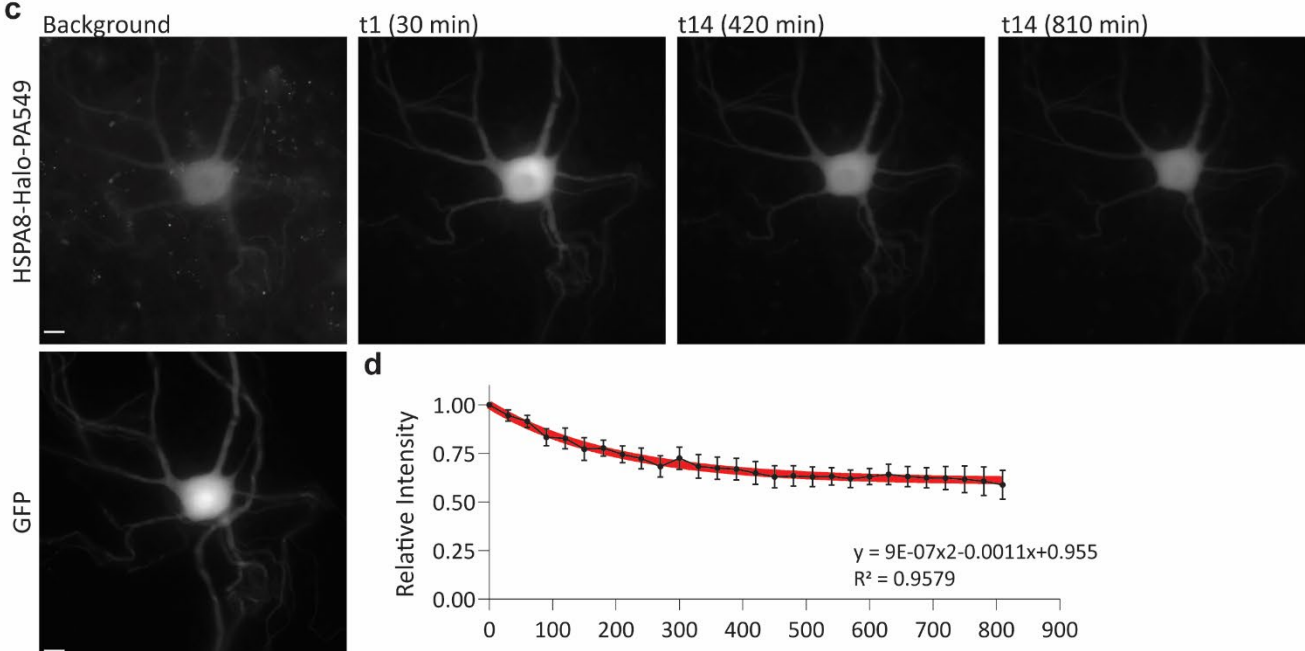 c
Background
t1 (30 min)
t14 (420 min)
t14 (810 min)
HSPA8-Halo-PA549
GFP
d
Relative Intensity
1.00
0.75
0.50
0.25
0.00
y = 9E-07x2-0.0011x+0.955
R² = 0.9579
0 100 200 300 400 500 600 700 800 900